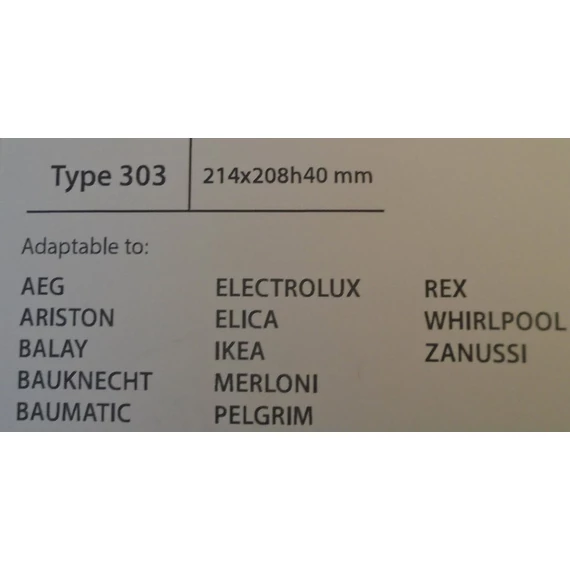 Type 303 214x208h40 mm
Adaptable to:
AEG
ARISTON
BALAY
BAUKNECHT
BAUMATIC
ELECTROLUX
ELICA
IKEA
MERLONI
PELGRIM
REX
WHIRLPOOL
ZANUSSI